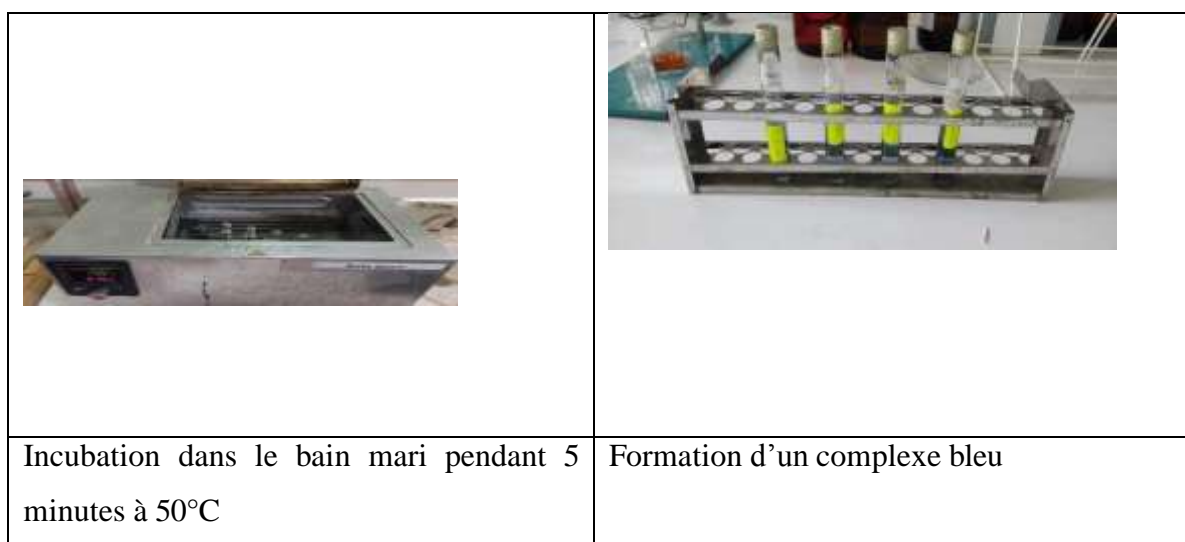 Incubation dans le bain mari pendant 5
minutes à 50°C
Formation d'un complexe bleu